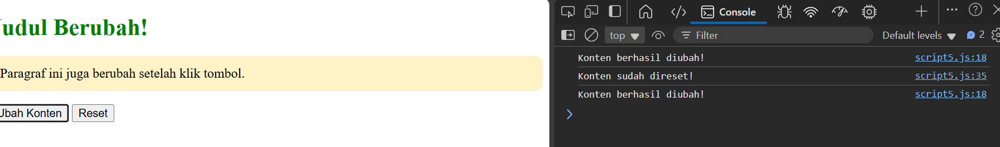 udul Berubah!
Paragraf ini juga berubah setelah klik tombol.
Ubah Konten Reset
Console
top Filter Default levels 2
Konten berhasil diubah! script5.js:18
Konten sudah direset! script5.js:35
Konten berhasil diubah! script5.js:18